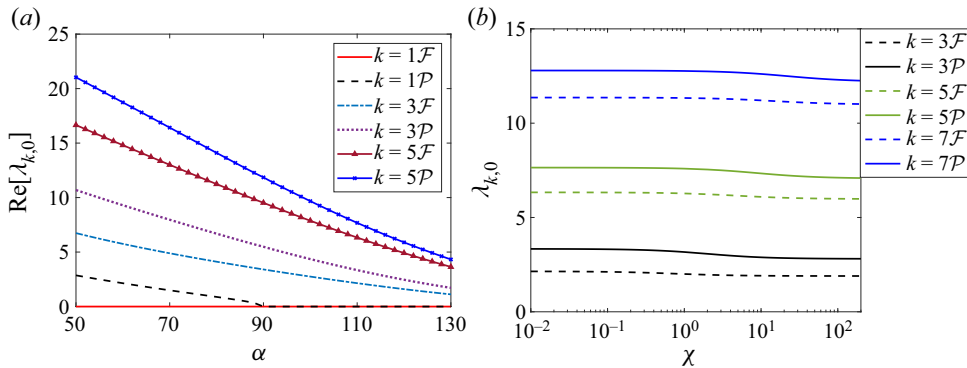 (a)
25
20
15
10
5
0
Re[λk,0]
50
70
90
110
130
α
k = 1ℱ
k = 1𝒫
k = 3ℱ
k = 3𝒫
k = 5ℱ
k = 5𝒫
(b)
15
10
5
0
λk,0
10−2
10−1
100
101
102
χ
k = 3ℱ
k = 3𝒫
k = 5ℱ
k = 5𝒫
k = 7ℱ
k = 7𝒫